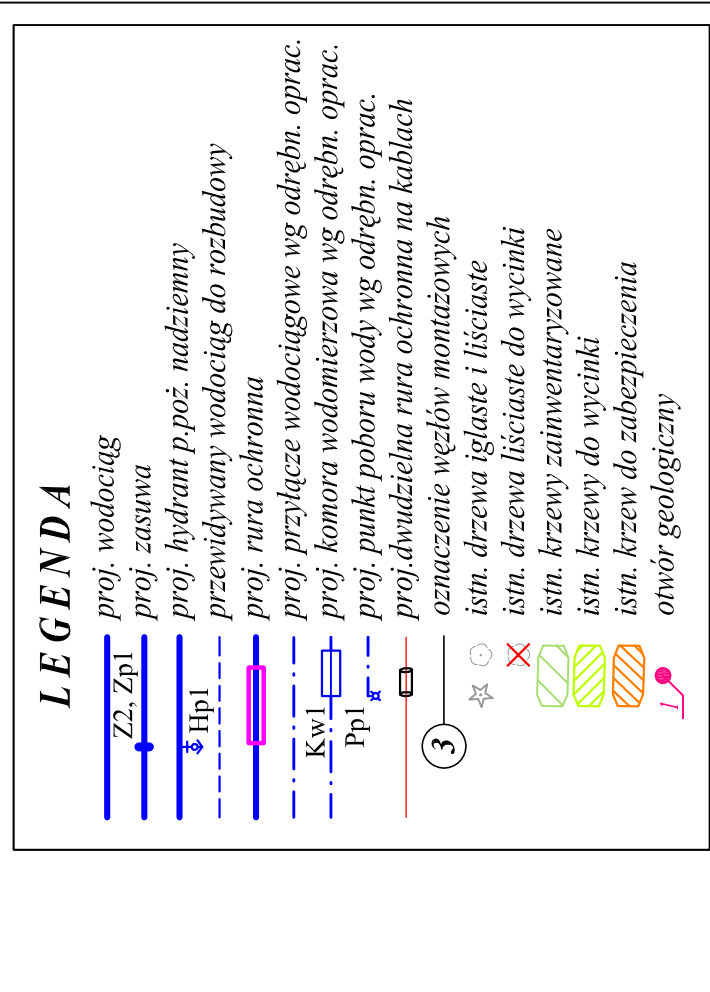 LEGENDA
proj. wodociąg
Z2, Zp1 proj. zasuwa
Hp1 proj. hydrant p.poż. nadziemny
przewidywany wodociąg do rozbudowy
proj. rura ochronna
proj. przyłącze wodociągowe wg odrębn. oprac.
Kw1 proj. komora wodomierzowa wg odrębn. oprac.
Pp1 proj. punkt poboru wody wg odrębn. oprac.
proj.dwudzielna rura ochronna na kablach
3 oznaczenie węzłów montażowych
istn. drzewa iglaste i liściaste
istn. drzewa liściaste do wycinki
istn. krzewy zainwentaryzowane
istn. krzewy do wycinki
istn. krzew do zabezpieczenia
1 otwór geologiczny